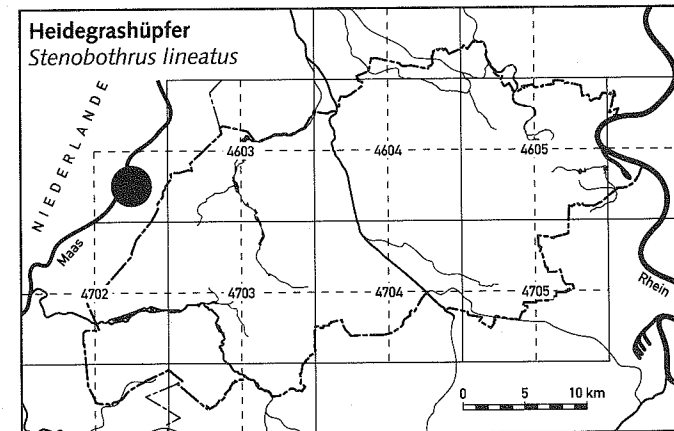 Heidegrashüpfer
Stenobothrus lineatus
NIEDERLANDE
4603
4604
4605
Maas
Rhein
4702
4703
4704
4705
0 5 10 km